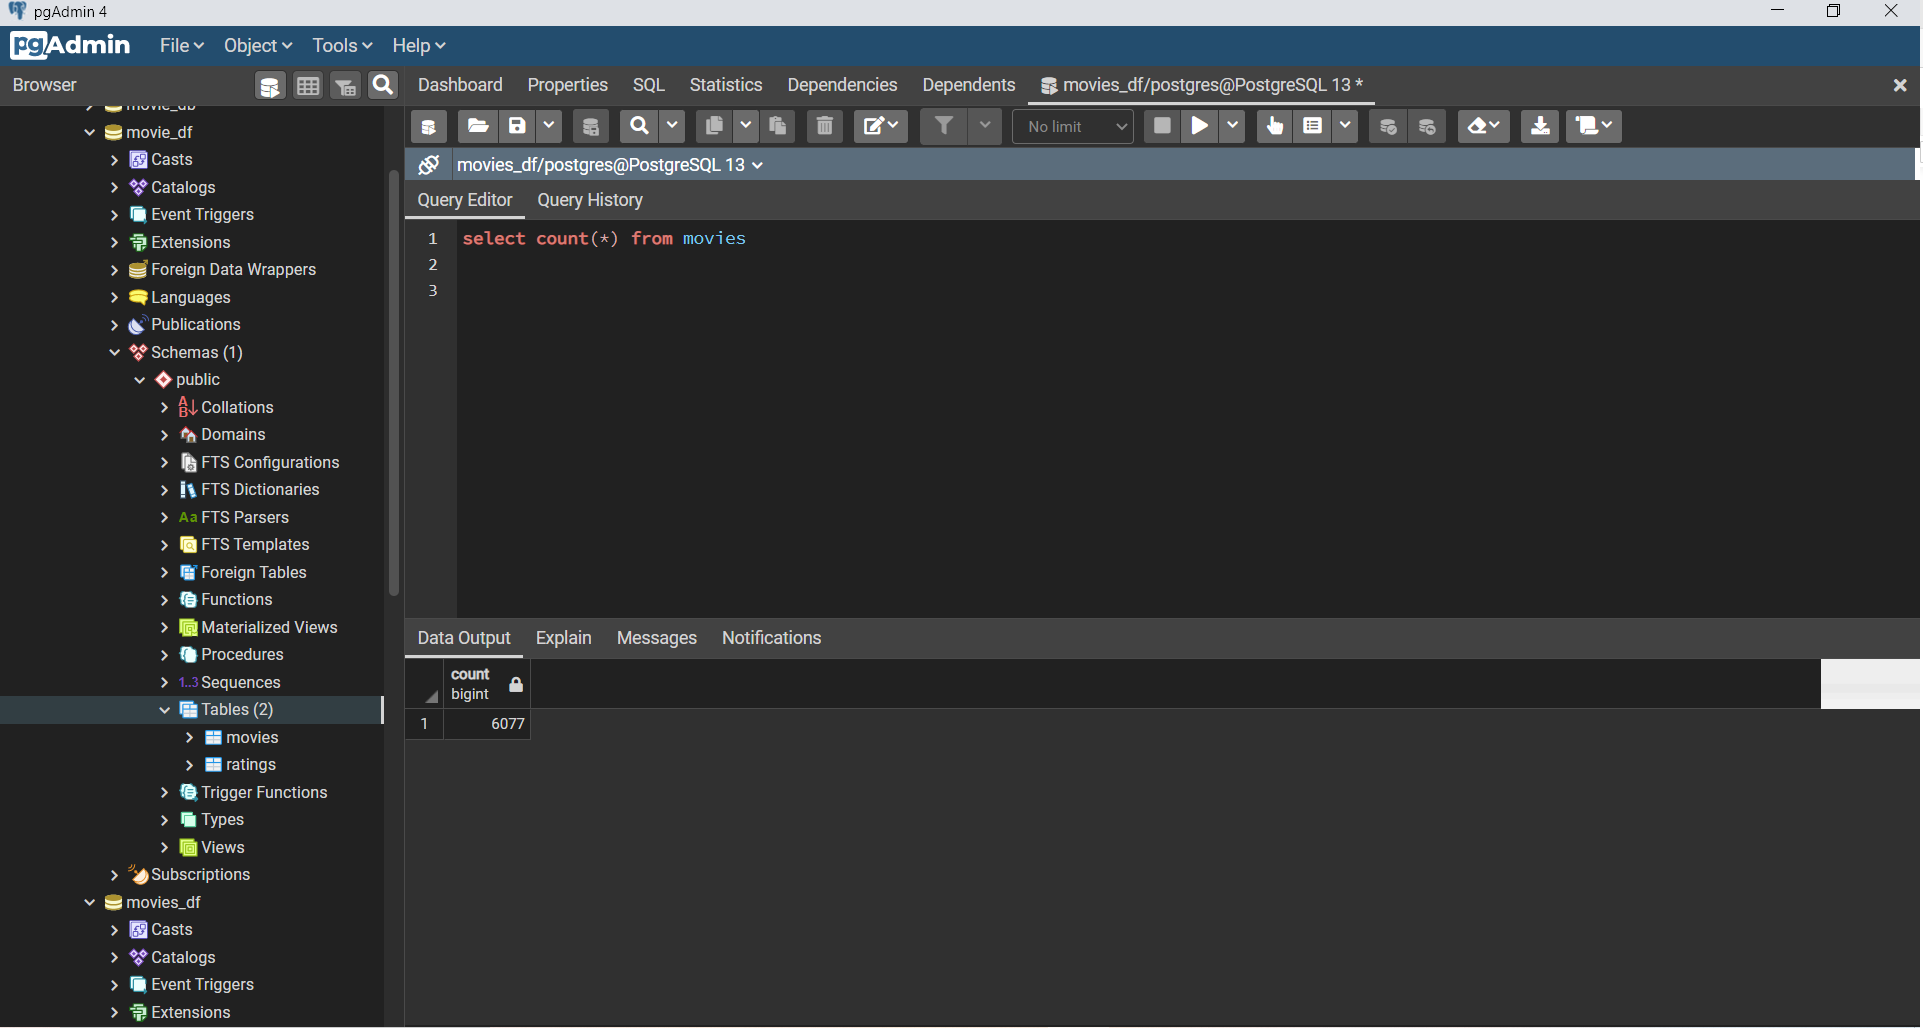 pgAdmin 4
pgAdmin File Object Tools Help
Browser
Dashboard Properties SQL Statistics Dependencies Dependents movies_df/postgres@PostgreSQL 13 *
No limit
movies_df/postgres@PostgreSQL 13
Query Editor Query History
1 select count(*) from movies
2
3
Data Output Explain Messages Notifications
count
bigint
1 6077
movie_db
movie_df
Casts
Catalogs
Event Triggers
Extensions
Foreign Data Wrappers
Languages
Publications
Schemas (1)
public
Collations
Domains
FTS Configurations
FTS Dictionaries
Aa FTS Parsers
FTS Templates
Foreign Tables
Functions
Materialized Views
Procedures
1..3 Sequences
Tables (2)
movies
ratings
Trigger Functions
Types
Views
Subscriptions
movies_df
Casts
Catalogs
Event Triggers
Extensions